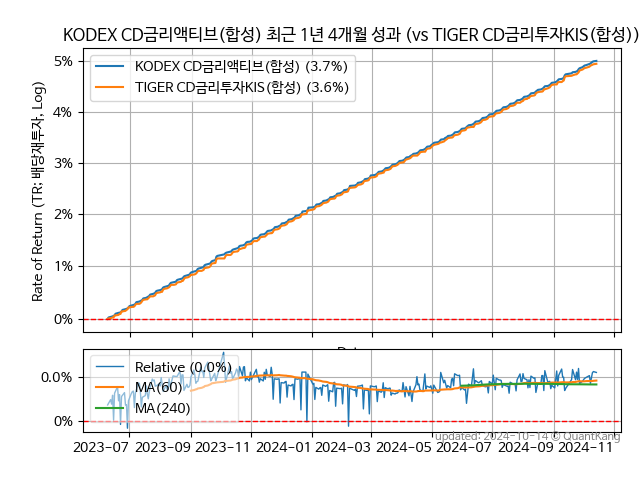 KODEX CD금리액티브(합성) 최근 1년 4개월 성과 (vs TIGER CD금리투자KIS(합성))
Rate of Return (TR: 배당재투자, Log)
5%
4%
3%
2%
1%
0%
KODEX CD금리액티브(합성) (3.7%)
TIGER CD금리투자KIS(합성) (3.6%)
0.0%
0%
Relative (0.0%)
MA(60)
MA(240)
2023-07 2023-09 2023-11 2024-01 2024-03 2024-05 2024-07 2024-09 2024-11
updated: 2024-10-14 © QuantKang